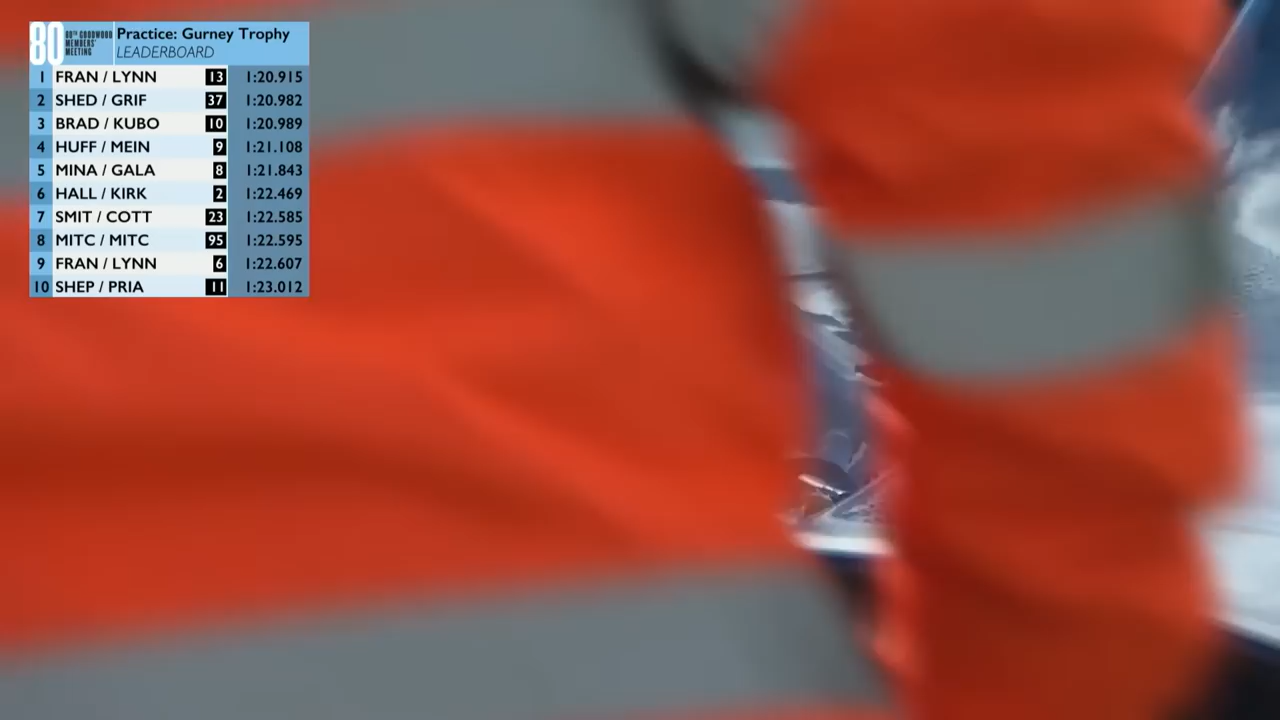 80
80TH GOODWOOD
MEMBERS'
MEETING
Practice: Gurney Trophy
LEADERBOARD
1 FRAN / LYNN 13 1:20.915
2 SHED / GRIF 37 1:20.982
3 BRAD / KUBO 10 1:20.989
4 HUFF / MEIN 9 1:21.108
5 MINA / GALA 8 1:21.843
6 HALL / KIRK 2 1:22.469
7 SMIT / COTT 23 1:22.585
8 MITC / MITC 95 1:22.595
9 FRAN / LYNN 6 1:22.607
10 SHEP / PRIA 11 1:23.012